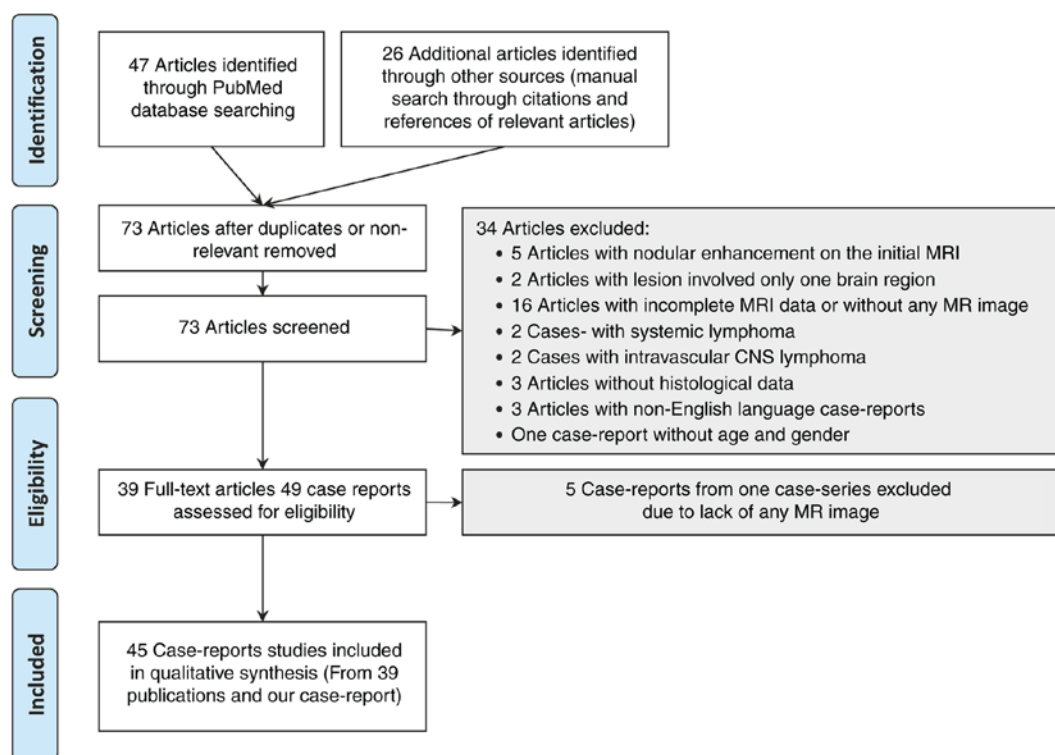 Identification
47 Articles identified
through PubMed
database searching
26 Additional articles identified
through other sources (manual
search through citations and
references of relevant articles)
Screening
73 Articles after duplicates or non-
relevant removed
73 Articles screened
34 Articles excluded:
• 5 Articles with nodular enhancement on the initial MRI
• 2 Articles with lesion involved only one brain region
• 16 Articles with incomplete MRI data or without any MR image
• 2 Cases- with systemic lymphoma
• 2 Cases with intravascular CNS lymphoma
• 3 Articles without histological data
• 3 Articles with non-English language case-reports
• One case-report without age and gender
Eligibility
39 Full-text articles 49 case reports
assessed for eligibility
5 Case-reports from one case-series excluded
due to lack of any MR image
Included
45 Case-reports studies included
in qualitative synthesis (From 39
publications and our case-report)